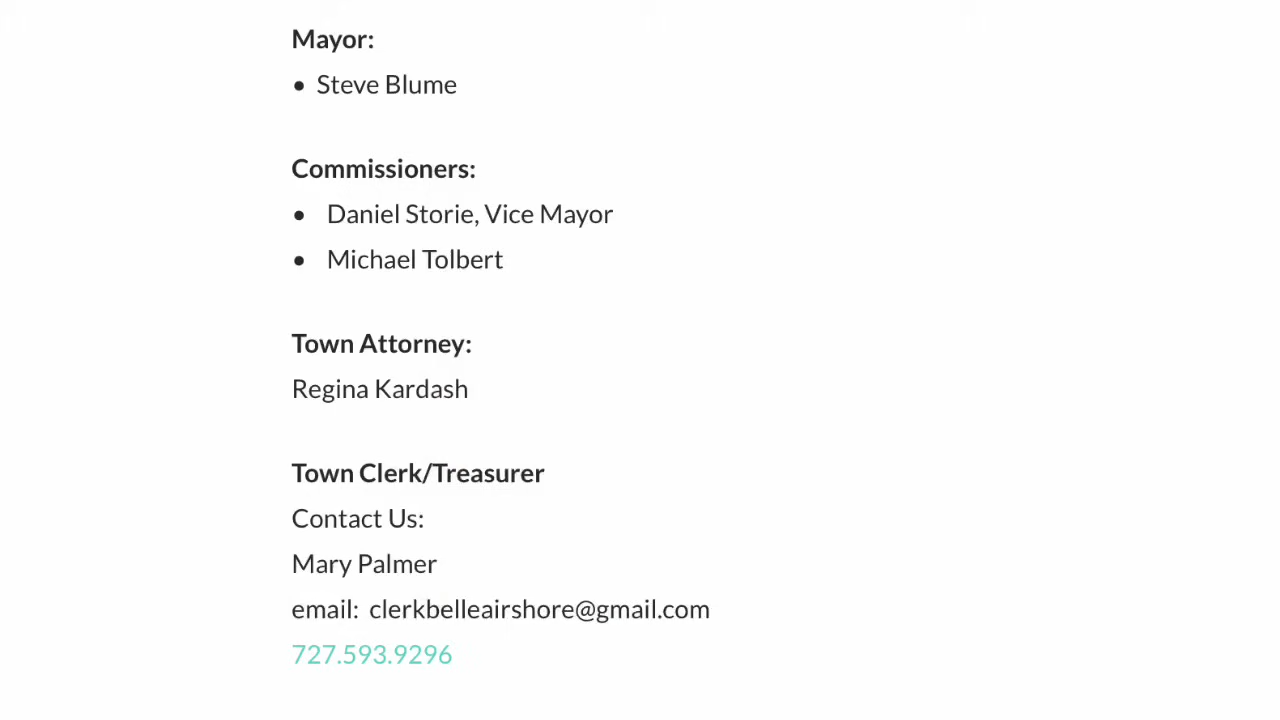 Mayor:
• Steve Blume
Commissioners:
• Daniel Storie, Vice Mayor
• Michael Tolbert
Town Attorney:
Regina Kardash
Town Clerk/Treasurer
Contact Us:
Mary Palmer
email: clerkbelleairshore@gmail.com
727.593.9296